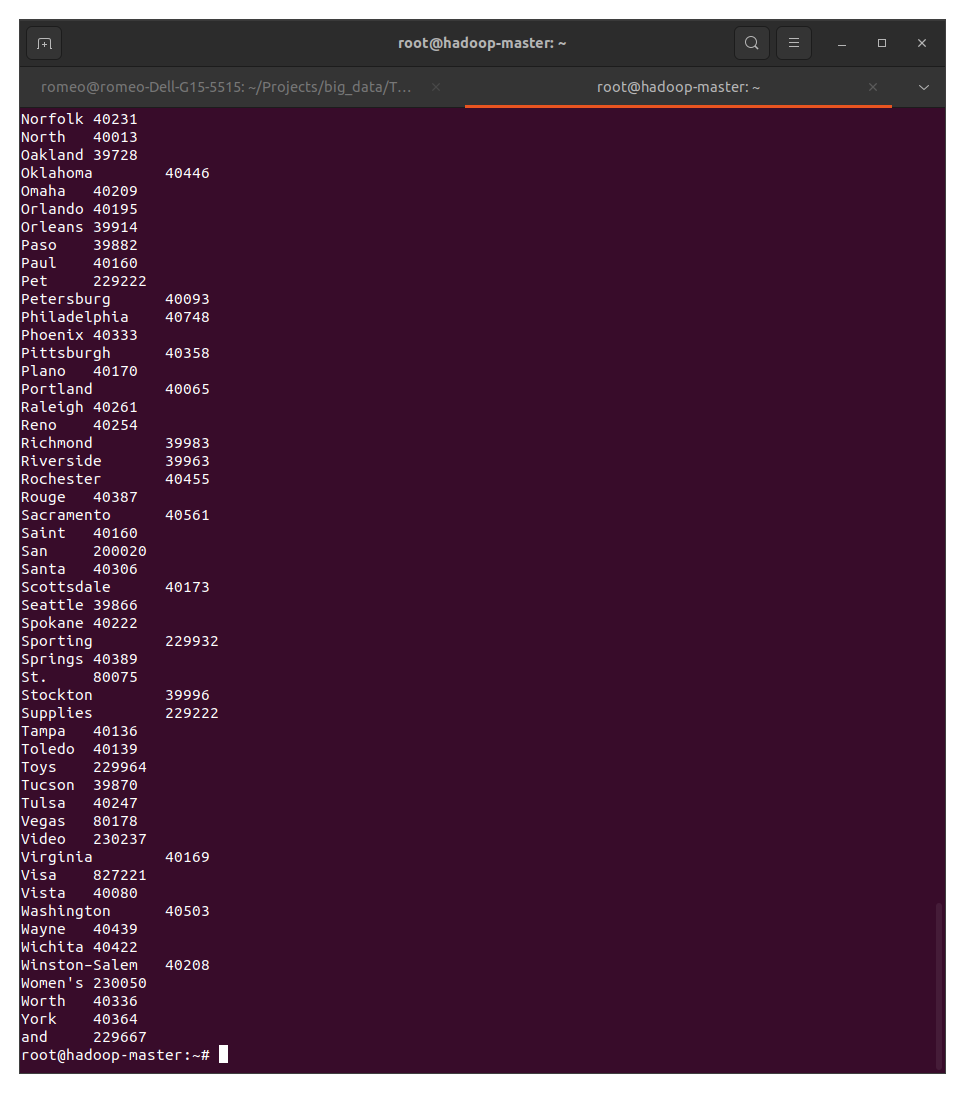 root@hadoop-master: ~
romeo@romeo-Dell-G15-5515: ~/Projects/big_data/T...
root@hadoop-master: ~
Norfolk 40231
North 40013
Oakland 39728
Oklahoma 40446
Omaha 40209
Orlando 40195
Orleans 39914
Paso 39882
Paul 40160
Pet 229222
Petersburg 40093
Philadelphia 40748
Phoenix 40333
Pittsburgh 40358
Plano 40170
Portland 40065
Raleigh 40261
Reno 40254
Richmond 39983
Riverside 39963
Rochester 40455
Rouge 40387
Sacramento 40561
Saint 40160
San 200020
Santa 40306
Scottsdale 40173
Seattle 39866
Spokane 40222
Sporting 229932
Springs 40389
St. 80075
Stockton 39996
Supplies 229222
Tampa 40136
Toledo 40139
Toys 229964
Tucson 39870
Tulsa 40247
Vegas 80178
Video 230237
Virginia 40169
Visa 827221
Vista 40080
Washington 40503
Wayne 40439
Wichita 40422
Winston-Salem 40208
Women's 230050
Worth 40336
York 40364
and 229667
root@hadoop-master:~#